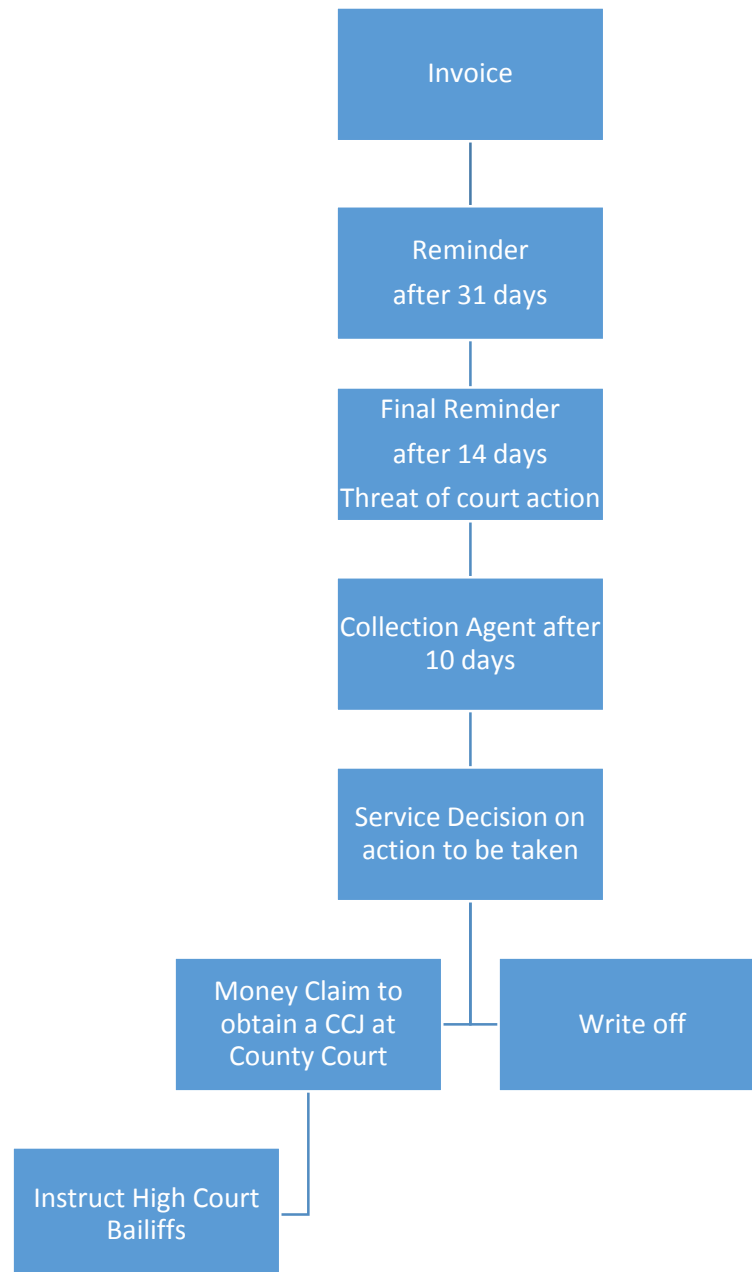 Invoice
Reminder
after 31 days
Final Reminder
after 14 days
Threat of court action
Collection Agent after
10 days
Service Decision on
action to be taken
Money Claim to
obtain a CCJ at
County Court
Write off
Instruct High Court
Bailiffs